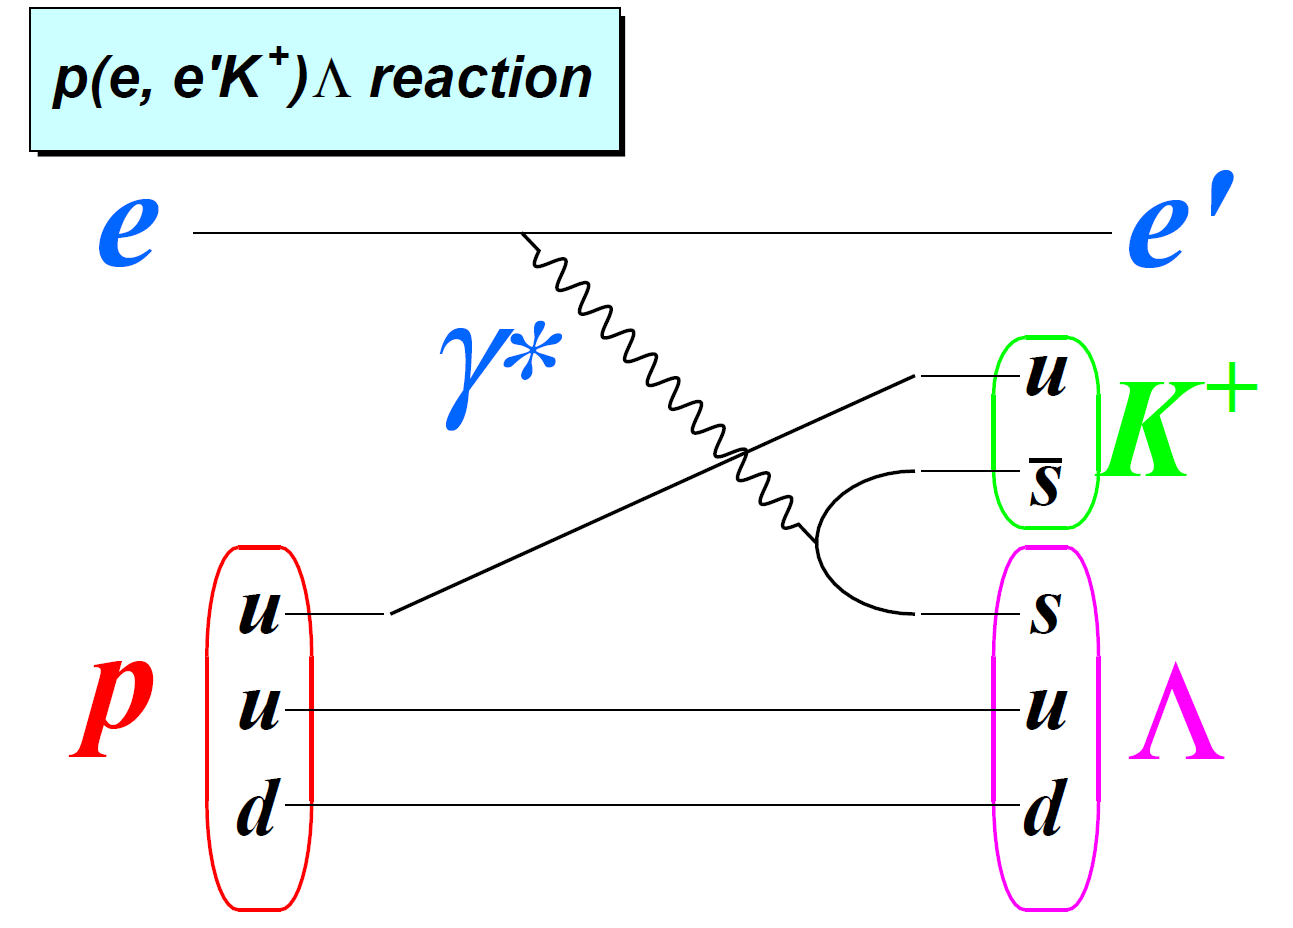 p(e, e'K⁺)Λ reaction
e
e'
γ*
u
K⁺
s̅
u
s
p
u
u
Λ
d
d